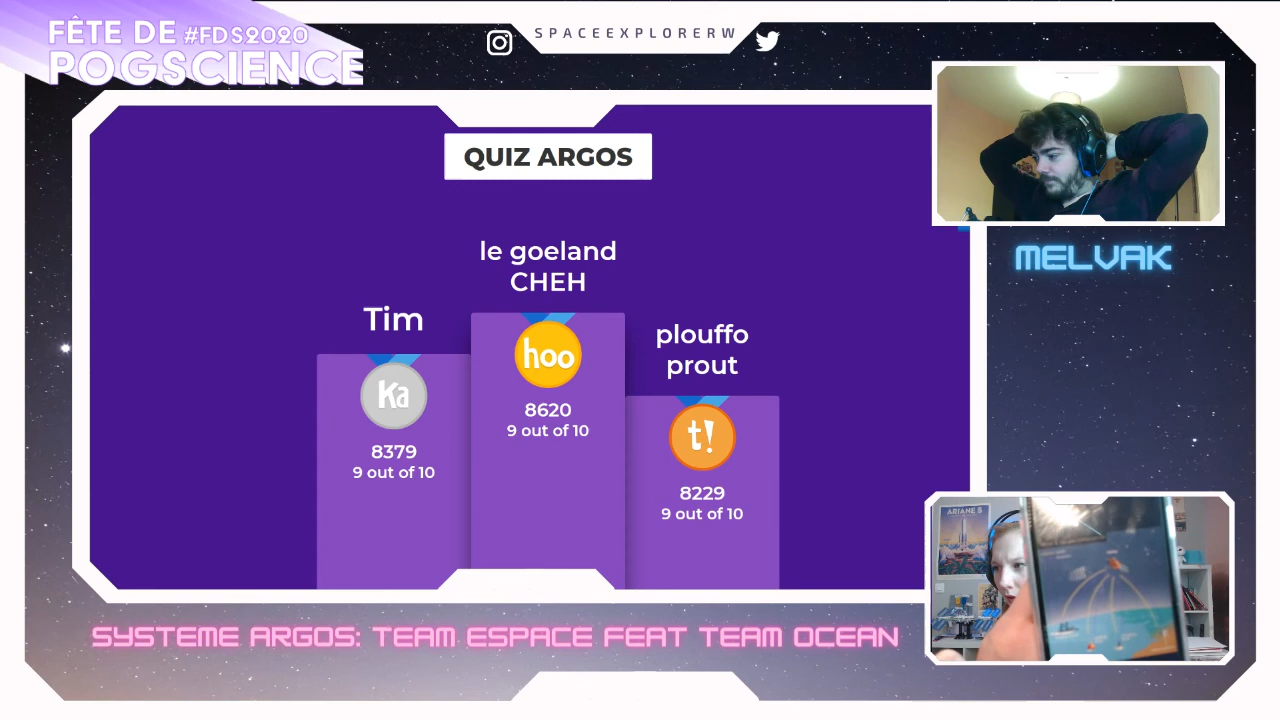 FÊTE DE #FDS2020
POGSCIENCE
SPACEEXPLORERW
QUIZ ARGOS
le goeland
CHEH
Tim
plouffo
prout
hoo
8620
9 out of 10
Ka
8379
9 out of 10
t!
8229
9 out of 10
MELVAK
ARIANE 5
SYSTEME ARGOS: TEAM ESPACE FEAT TEAM OCEAN